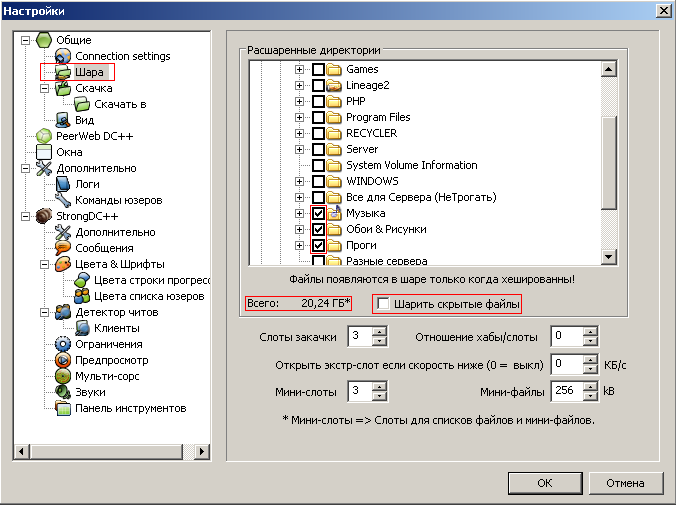 Настройки
Общие
Connection settings
Шара
Скачка
Скачать в
Вид
PeerWeb DC++
Окна
Дополнительно
Логи
Команды юзеров
StrongDC++
Дополнительно
Сообщения
Цвета & Шрифты
Цвета строки прогресс
Цвета списка юзеров
Детектор читов
Клиенты
Ограничения
Предпросмотр
Мульти-сорс
Звуки
Панель инструментов
Расшаренные директории
Games
Lineage2
PHP
Program Files
RECYCLER
Server
System Volume Information
WINDOWS
Все для Сервера (НеТрогать)
Музыка
Обои & Рисунки
Проги
Разные сервера
Файлы появляются в шаре только когда хешированны!
Всего: 20,24 ГБ*
Шарить скрытые файлы
Слоты закачки 3
Отношение хабы/слоты 0
Открыть экстр-слот если скорость ниже (0 = выкл) 0 КБ/с
Мини-слоты 3
Мини-файлы 256 kB
* Мини-слоты => Слоты для списков файлов и мини-файлов.
OK
Отмена